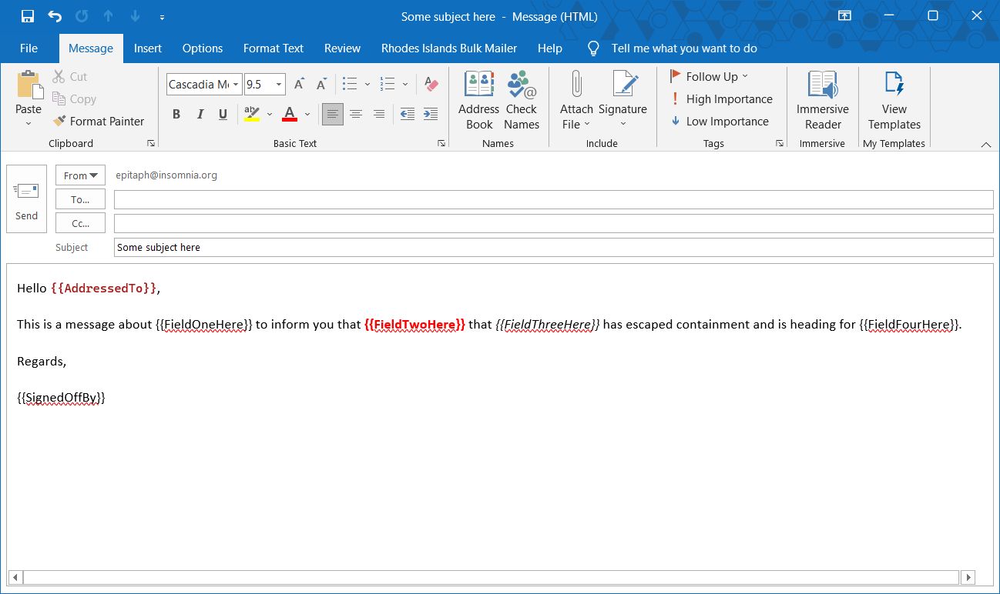 Some subject here - Message (HTML)
File Message Insert Options Format Text Review Rhodes Islands Bulk Mailer Help Tell me what you want to do
Paste
Cut
Copy
Format Painter
Clipboard
Cascadia Mo 9.5
B I U ab A
Basic Text
Address Book
Check Names
Names
Attach File
Signature
Include
Follow Up
High Importance
Low Importance
Tags
Immersive Reader
Immersive
View Templates
My Templates
Send
From epitaph@insomnia.org
To...
Cc...
Subject Some subject here
Hello {{AddressedTo}},
This is a message about {{FieldOneHere}} to inform you that {{FieldTwoHere}} that {{FieldThreeHere}} has escaped containment and is heading for {{FieldFourHere}}.
Regards,
{{SignedOffBy}}